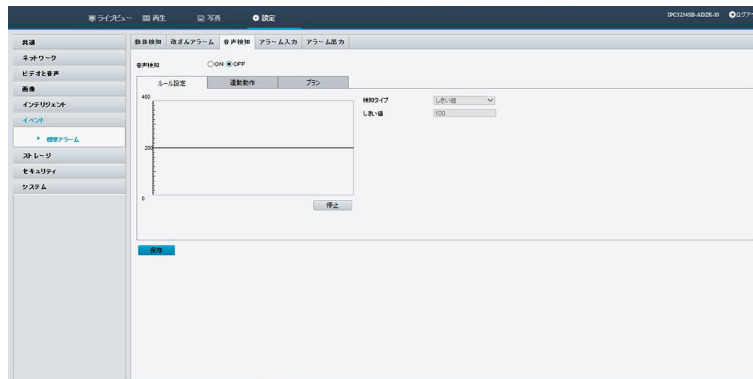 ライブビュー 再生 写真 設定 IPC3234SB-ADZK-I0
共通
ネットワーク
ビデオと音声
画像
インテリジェント
イベント
標準アラーム
ストレージ
セキュリティ
システム
動体検知 改ざんアラーム 音声検知 アラーム入力 アラーム出力
音声検知 ON OFF
ルール設定 連動動作 プラン
400
200
0
検知タイプ しきい値
しきい値 100
停止
保存